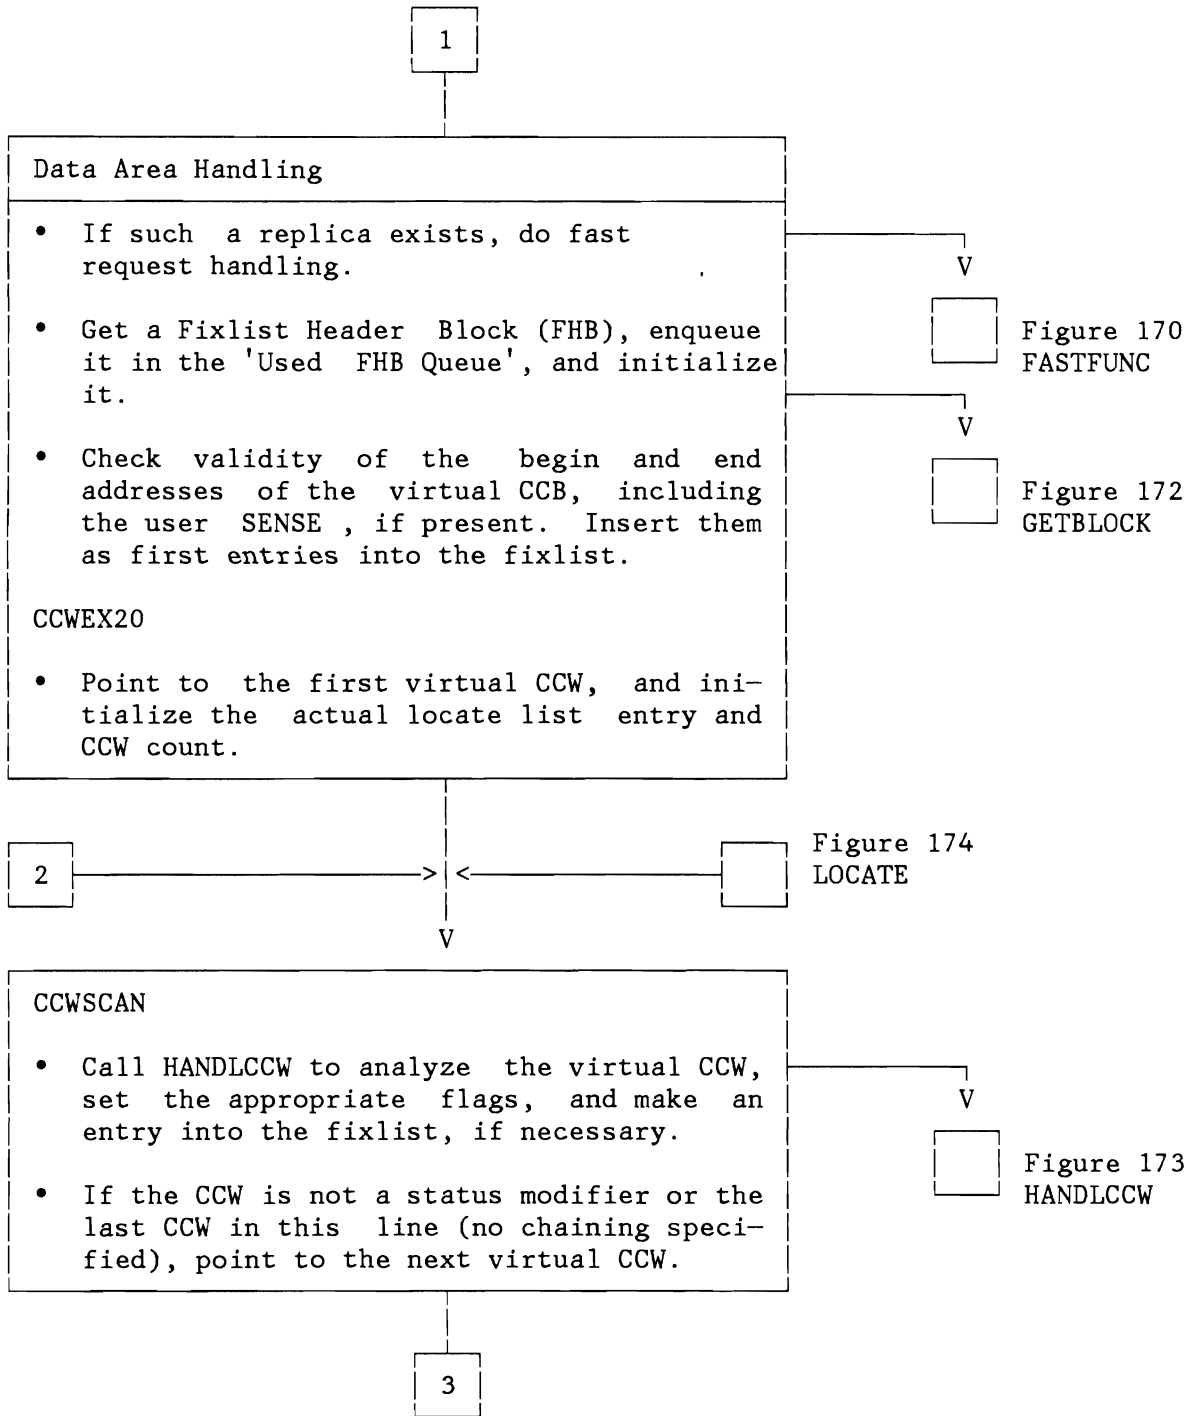 1
Data Area Handling
• If such a replica exists, do fast
request handling.
V
• Get a Fixlist Header Block (FHB), enqueue
it in the 'Used FHB Queue', and initialize
it.
Figure 170
FASTFUNC
V
• Check validity of the begin and end
addresses of the virtual CCB, including
the user SENSE , if present. Insert them
as first entries into the fixlist.
Figure 172
GETBLOCK
CCWEX20
• Point to the first virtual CCW, and ini-
tialize the actual locate list entry and
CCW count.
2
>
<
Figure 174
LOCATE
V
CCWSCAN
• Call HANDLCCW to analyze the virtual CCW,
set the appropriate flags, and make an
entry into the fixlist, if necessary.
V
Figure 173
HANDLCCW
• If the CCW is not a status modifier or the
last CCW in this line (no chaining speci-
fied), point to the next virtual CCW.
3